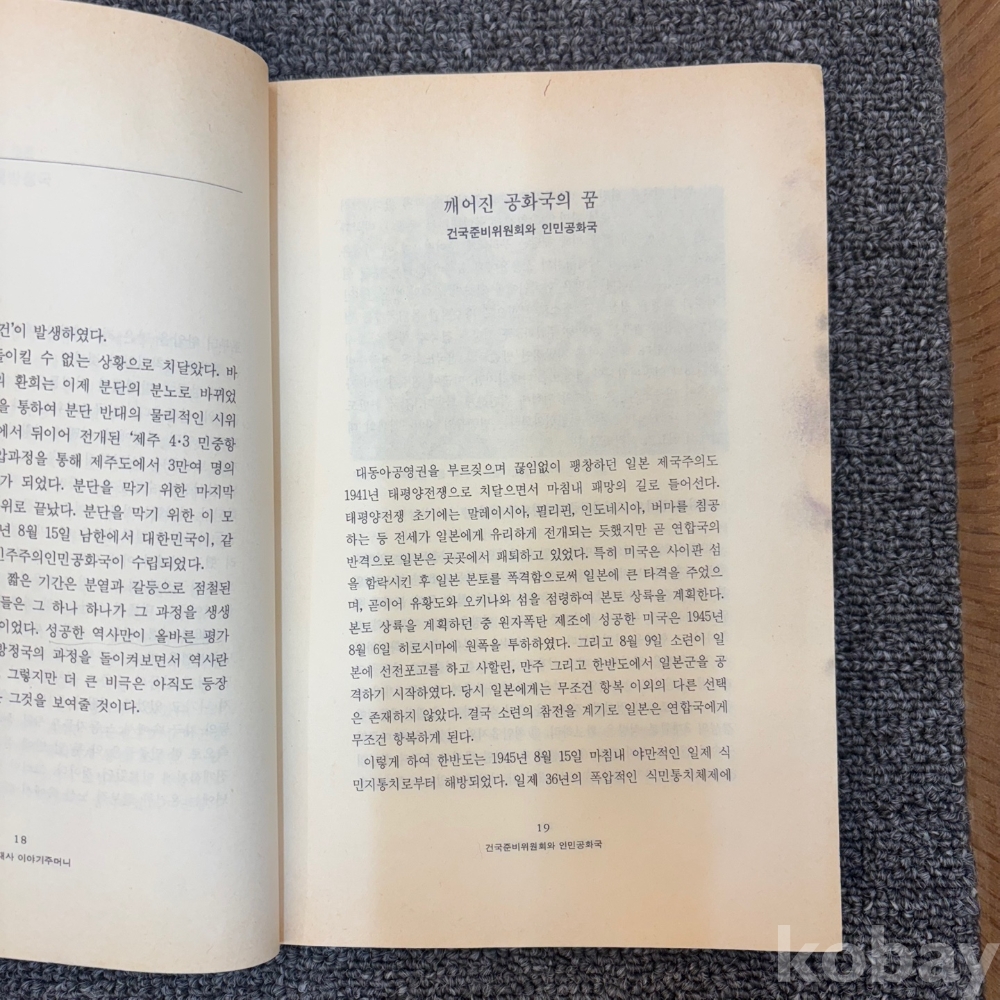 건'이 발생하였다.
들이킬 수 없는 상황으로 치달았다. 바
의 환희는 이제 분단의 분노로 바뀌었
을 통하여 분단 반대의 물리적인 시위
에서 뒤이어 전개된 '제주 4·3 민중항
압과정을 통해 제주도에서 3만여 명의
가 되었다. 분단을 막기 위한 마지막
위로 끝났다. 분단을 막기 위한 이 모
년 8월 15일 남한에서 대한민국이, 같
민주주의인민공화국이 수립되었다.
짧은 기간은 분열과 갈등으로 점철된
들은 그 하나 하나가 그 과정을 생생
이었다. 성공한 역사만이 올바른 평가
방정국의 과정을 돌이켜보면서 역사란
그렇지만 더 큰 비극은 아직도 등장
는 그것을 보여줄 것이다.
18
대사 이야기주머니
깨어진 공화국의 꿈
건국준비위원회와 인민공화국
대동아공영권을 부르짖으며 끊임없이 팽창하던 일본 제국주의도
1941년 태평양전쟁으로 치달으면서 마침내 패망의 길로 들어선다.
태평양전쟁 초기에는 말레이시아, 필리핀, 인도네시아, 버마를 침공
하는 등 전세가 일본에게 유리하게 전개되는 듯했지만 곧 연합국의
반격으로 일본은 곳곳에서 패퇴하고 있었다. 특히 미국은 사이판 섬
을 함락시킨 후 일본 본토를 폭격함으로써 일본에 큰 타격을 주었으
며, 곧이어 유황도와 오키나와 섬을 점령하여 본토 상륙을 계획한다.
본토 상륙을 계획하던 중 원자폭탄 제조에 성공한 미국은 1945년
8월 6일 히로시마에 원폭을 투하하였다. 그리고 8월 9일 소련이 일
본에 선전포고를 하고 사할린, 만주 그리고 한반도에서 일본군을 공
격하기 시작하였다. 당시 일본에게는 무조건 항복 이외의 다른 선택
은 존재하지 않았다. 결국 소련의 참전을 계기로 일본은 연합국에게
무조건 항복하게 된다.
이렇게 하여 한반도는 1945년 8월 15일 마침내 야만적인 일제 식
민지통치로부터 해방되었다. 일제 36년의 폭압적인 식민통치체제에
19
건국준비위원회와 인민공화국
kobay